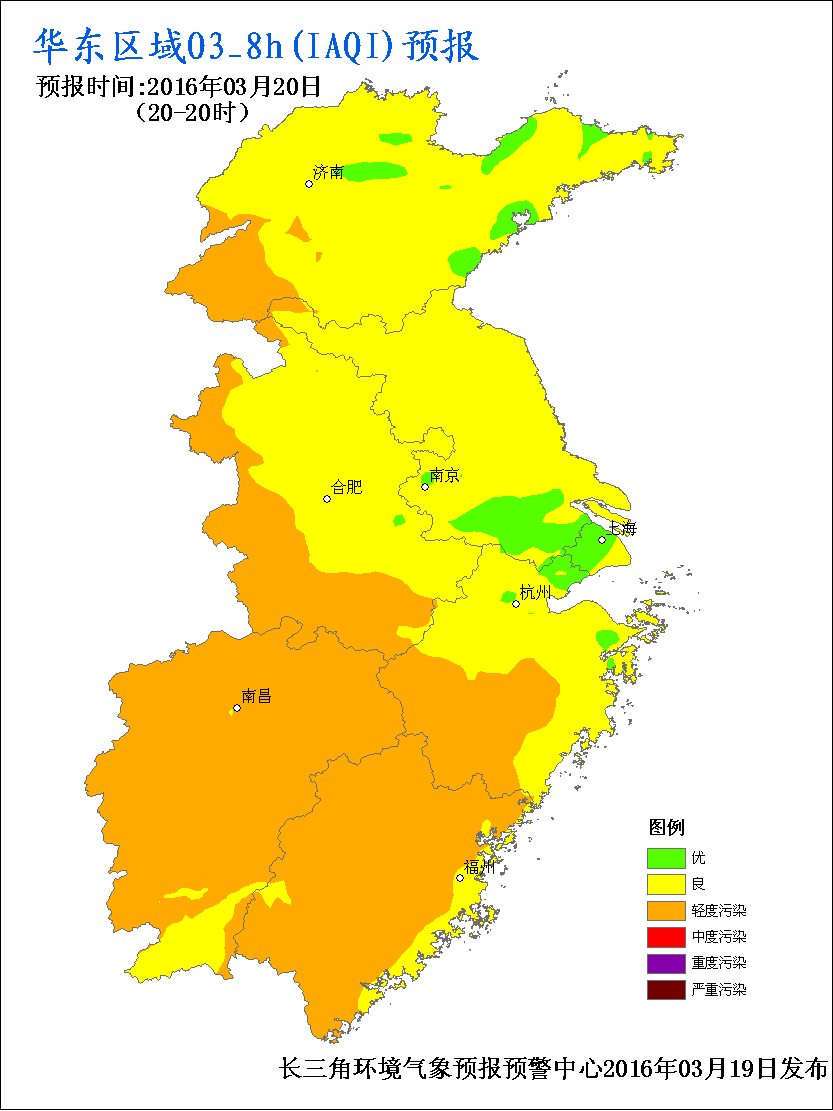 华东区域O3_8h(IAQI)预报
预报时间:2016年03月20日
(20-20时)
济南
南京
合肥
上海
杭州
南昌
福州
图例
优
良
轻度污染
中度污染
重度污染
严重污染
长三角环境气象预报预警中心2016年03月19日发布